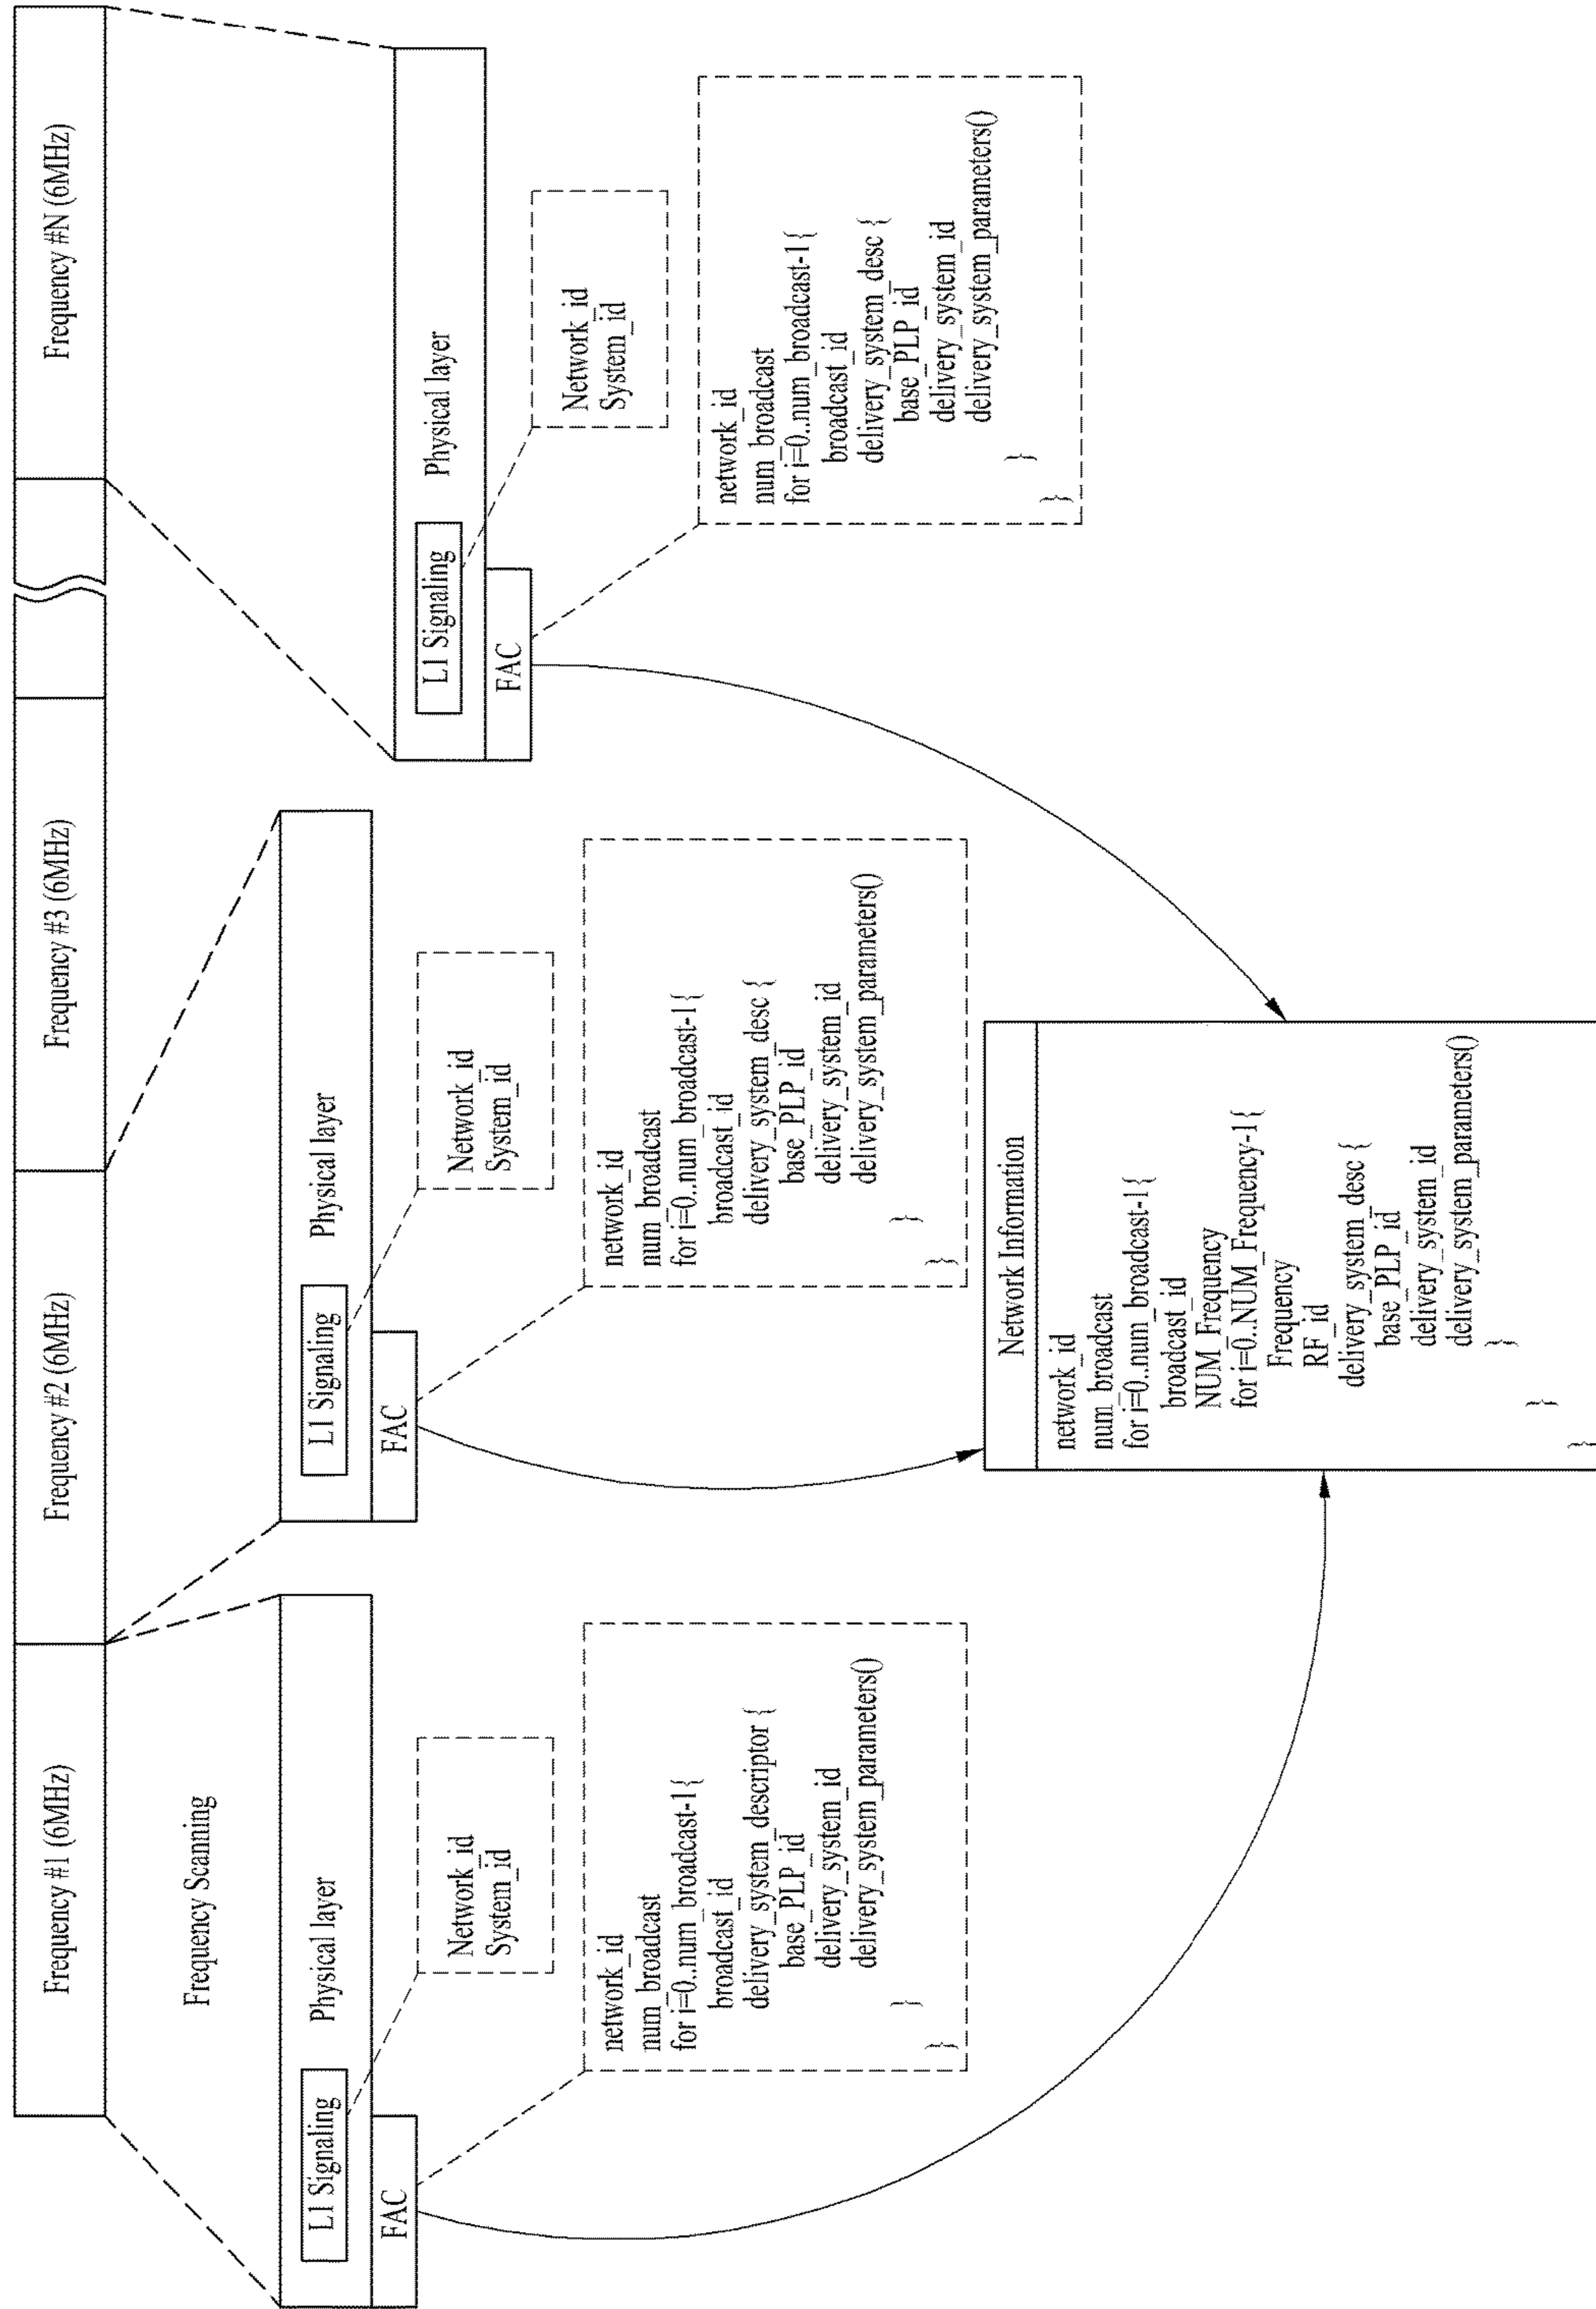 Frequency #1 (6MHz)
Frequency #2 (6MHz)
Frequency #3 (6MHz)
Frequency #N (6MHz)
Frequency Scanning
L1 Signaling
Physical layer
FAC
Network_id
System_id
network_id
num_broadcast
for i=0..num_broadcast-1{
broadcast_id
delivery_system_descriptor {
base_PLP_id
delivery_system_id
delivery_system_parameters()
}
}
L1 Signaling
Physical layer
FAC
Network_id
System_id
network_id
num_broadcast
for i=0..num_broadcast-1{
broadcast_id
delivery_system_desc {
base_PLP_id
delivery_system_id
delivery_system_parameters()
}
}
L1 Signaling
Physical layer
FAC
Network_id
System_id
network_id
num_broadcast
for i=0..num_broadcast-1{
broadcast_id
delivery_system_desc {
base_PLP_id
delivery_system_id
delivery_system_parameters()
}
}
Network Information
network_id
num_broadcast
for i=0..num_broadcast-1{
broadcast_id
NUM_Frequency
for i=0..NUM_Frequency-1{
Frequency
RF_id
delivery_system_desc {
base_PLP_id
delivery_system_id
delivery_system_parameters()
}
}
}